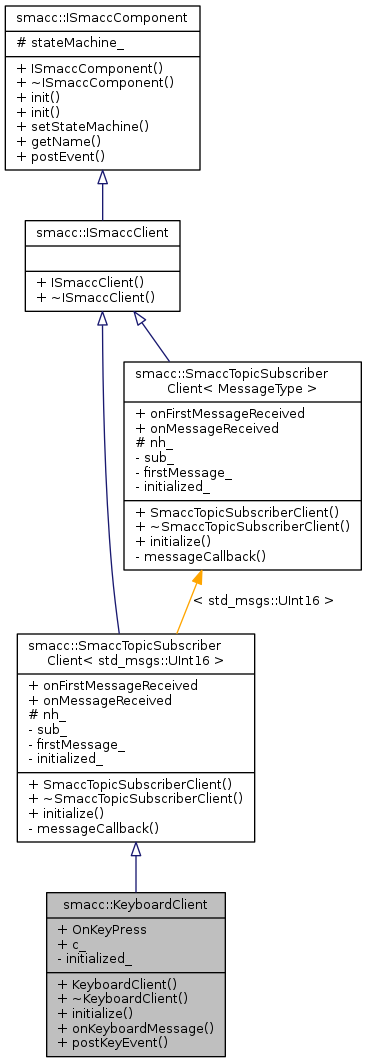 smacc::ISmaccComponent
# stateMachine_
+ ISmaccComponent()
+ ~ISmaccComponent()
+ init()
+ init()
+ setStateMachine()
+ getName()
+ postEvent()
smacc::ISmaccClient
+ ISmaccClient()
+ ~ISmaccClient()
smacc::SmaccTopicSubscriber
Client< MessageType >
+ onFirstMessageReceived
+ onMessageReceived
# nh_
- sub_
- firstMessage_
- initialized_
+ SmaccTopicSubscriberClient()
+ ~SmaccTopicSubscriberClient()
+ initialize()
- messageCallback()
< std_msgs::UInt16 >
smacc::SmaccTopicSubscriber
Client< std_msgs::UInt16 >
+ onFirstMessageReceived
+ onMessageReceived
# nh_
- sub_
- firstMessage_
- initialized_
+ SmaccTopicSubscriberClient()
+ ~SmaccTopicSubscriberClient()
+ initialize()
- messageCallback()
smacc::KeyboardClient
+ OnKeyPress
+ c_
- initialized_
+ KeyboardClient()
+ ~KeyboardClient()
+ initialize()
+ onKeyboardMessage()
+ postKeyEvent()